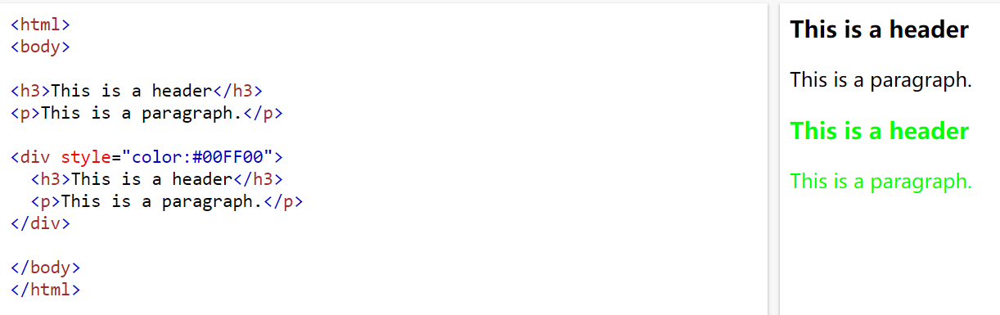 <html>
<body>
<h3>This is a header</h3>
<p>This is a paragraph.</p>
<div style="color:#00FF00">
<h3>This is a header</h3>
<p>This is a paragraph.</p>
</div>
</body>
</html>
This is a header
This is a paragraph.
This is a header
This is a paragraph.